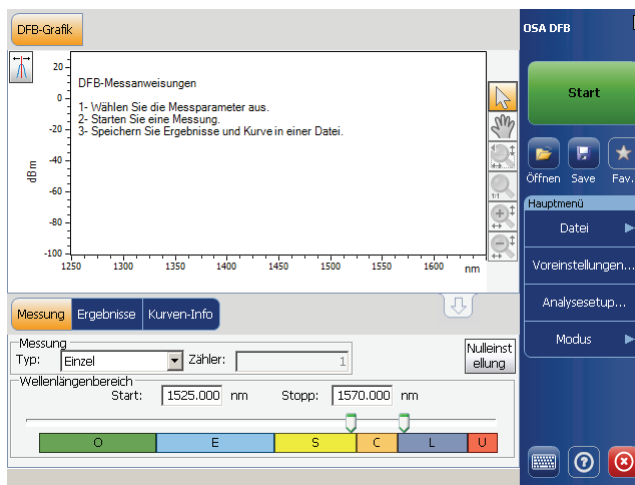 DFB-Grafik
OSA DFB
20
0
-20
-40
-60
-80
-100
dBm
DFB-Messanweisungen
1- Wählen Sie die Messparameter aus.
2- Starten Sie eine Messung.
3- Speichern Sie Ergebnisse und Kurve in einer Datei.
1250 1300 1350 1400 1450 1500 1550 1600 nm
1:1
Start
Öffnen Save Fav.
Hauptmenü
Datei
Voreinstellungen...
Analysesetup...
Modus
Messung Ergebnisse Kurven-Info
Messung
Typ: Einzel Zähler: 1
Nulleinst
ellung
Wellenlängenbereich
Start: 1525.000 nm Stopp: 1570.000 nm
O E S C L U